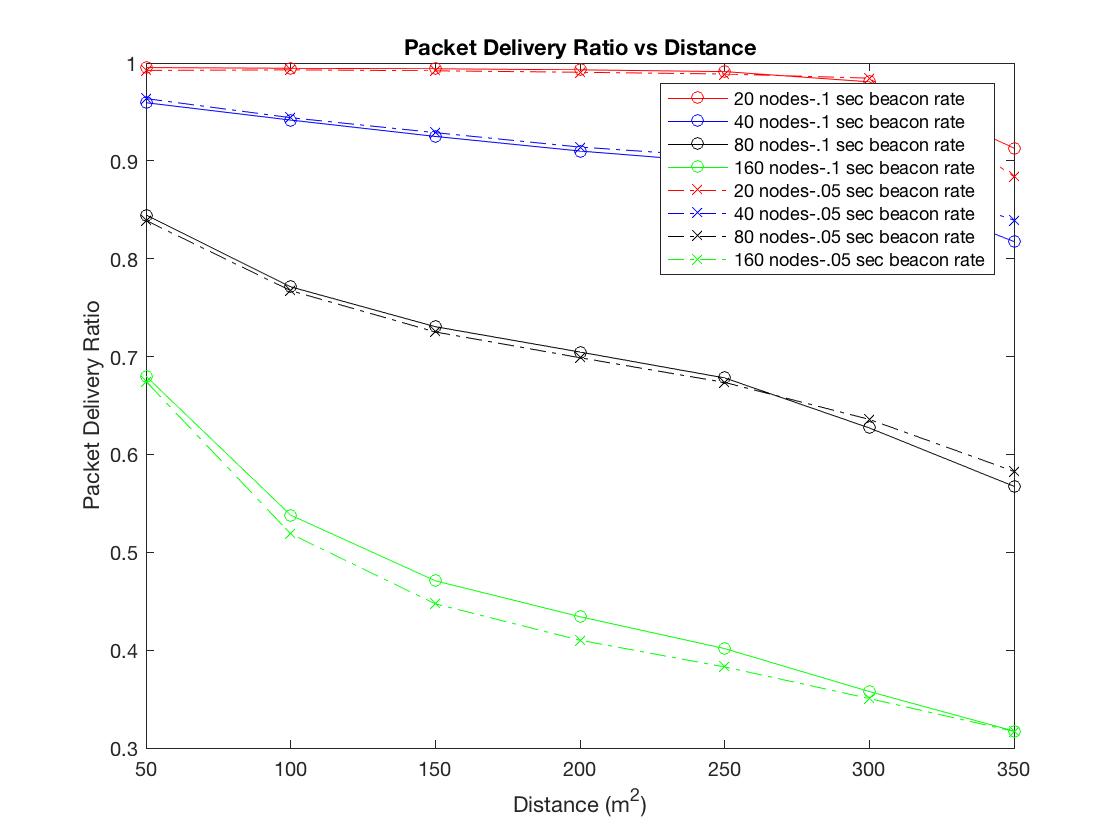 Packet Delivery Ratio vs Distance
1
0.9
0.8
0.7
0.6
0.5
0.4
0.3
Packet Delivery Ratio
20 nodes-.1 sec beacon rate
40 nodes-.1 sec beacon rate
80 nodes-.1 sec beacon rate
160 nodes-.1 sec beacon rate
20 nodes-.05 sec beacon rate
40 nodes-.05 sec beacon rate
80 nodes-.05 sec beacon rate
160 nodes-.05 sec beacon rate
50 100 150 200 250 300 350
Distance (m²)